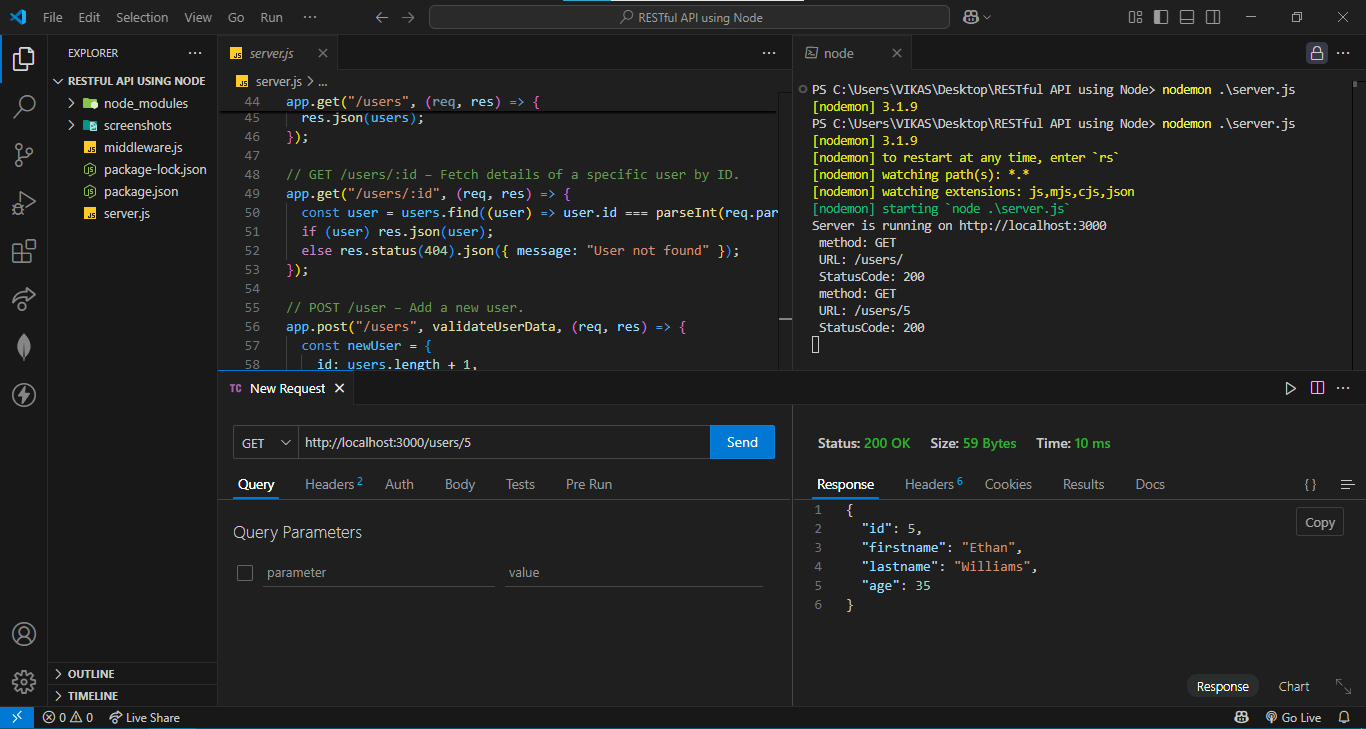 File Edit Selection View Go Run ··· RESTful API using Node
EXPLORER ···
RESTFUL API USING NODE
node_modules
screenshots
middleware.js
package-lock.json
package.json
server.js
OUTLINE
TIMELINE
JS server.js ···
JS server.js > ...
44 app.get("/users", (req, res) => {
45 res.json(users);
46 });
47
48 // GET /users/:id – Fetch details of a specific user by ID.
49 app.get("/users/:id", (req, res) => {
50 const user = users.find((user) => user.id === parseInt(req.par
51 if (user) res.json(user);
52 else res.status(404).json({ message: "User not found" });
53 });
54
55 // POST /user – Add a new user.
56 app.post("/users", validateUserData, (req, res) => {
57 const newUser = {
58 id: users.length + 1,
node ···
PS C:\Users\VIKAS\Desktop\RESTful API using Node> nodemon .\server.js
[nodemon] 3.1.9
PS C:\Users\VIKAS\Desktop\RESTful API using Node> nodemon .\server.js
[nodemon] 3.1.9
[nodemon] to restart at any time, enter `rs`
[nodemon] watching path(s): *.*
[nodemon] watching extensions: js,mjs,cjs,json
[nodemon] starting `node .\server.js`
Server is running on http://localhost:3000
method: GET
URL: /users/
StatusCode: 200
method: GET
URL: /users/5
StatusCode: 200
TC New Request ···
GET http://localhost:3000/users/5 Send
Query Headers 2 Auth Body Tests Pre Run
Query Parameters
parameter value
Status: 200 OK Size: 59 Bytes Time: 10 ms
Response Headers 6 Cookies Results Docs { }
Copy
1 {
2 "id": 5,
3 "firstname": "Ethan",
4 "lastname": "Williams",
5 "age": 35
6 }
Response Chart
0 0 Live Share Go Live